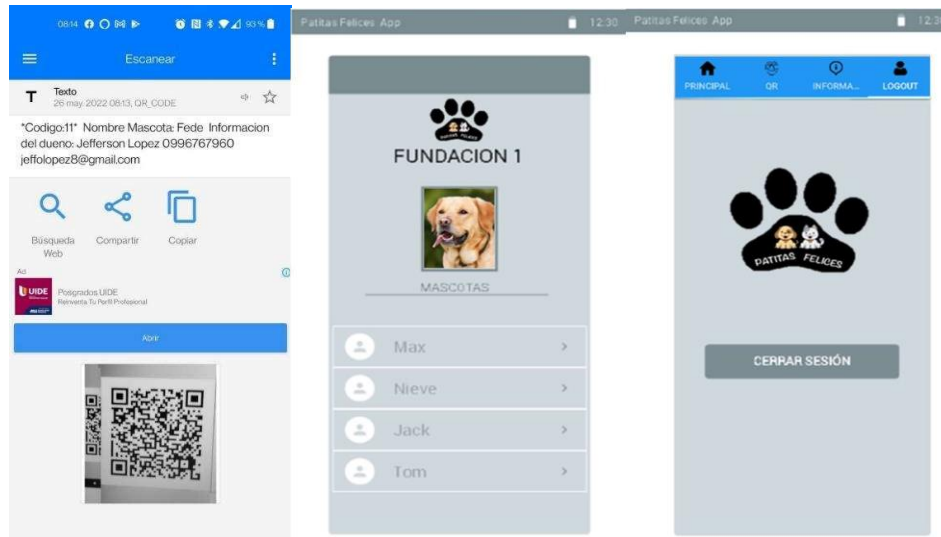 08:14
93 %
Escanear
T
Texto
26 may. 2022 08:13, QR_CODE
*Codigo:11* Nombre Mascota: Fede Informacion
del dueno: Jefferson Lopez 0996767960
jeffolopez8@gmail.com
Búsqueda
Web
Compartir
Copiar
Ad
UIDE
Posgrados UIDE
Reinventa Tu Perfil Profesional
Abrir
Patitas Felices App
12:30
FUNDACION 1
MASCOTAS
Max
Nieve
Jack
Tom
Patitas Felices App
PRINCIPAL
QR
INFORMA...
LOGOUT
PATITAS FELICES
CERRAR SESIÓN